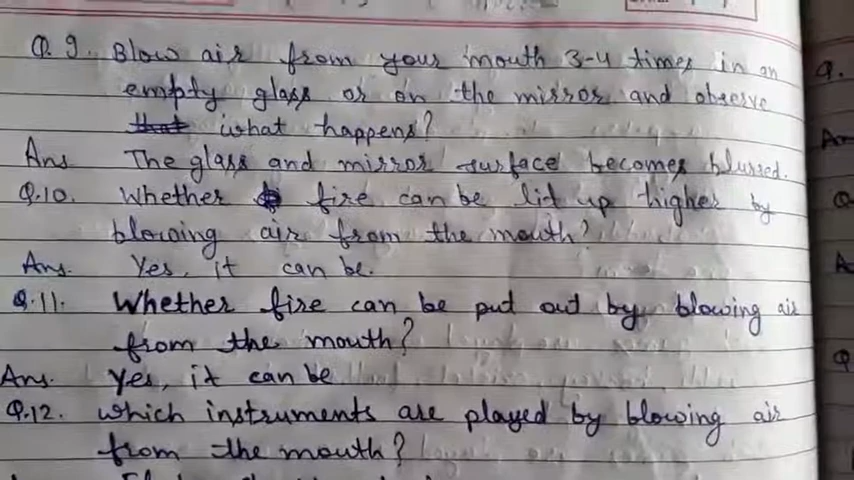 Q. 9. Blow air from your mouth 3-4 times in an
empty glass or on the mirror and observe
that what happens?
Ans The glass and mirror surface becomes blurred.
Q.10. Whether fire can be lit up higher by
blowing air from the mouth?
Ans. Yes, it can be.
Q.11. Whether fire can be put out by blowing air
from the mouth?
Ans. Yes, it can be
Q.12. Which instruments are played by blowing air
from the mouth?